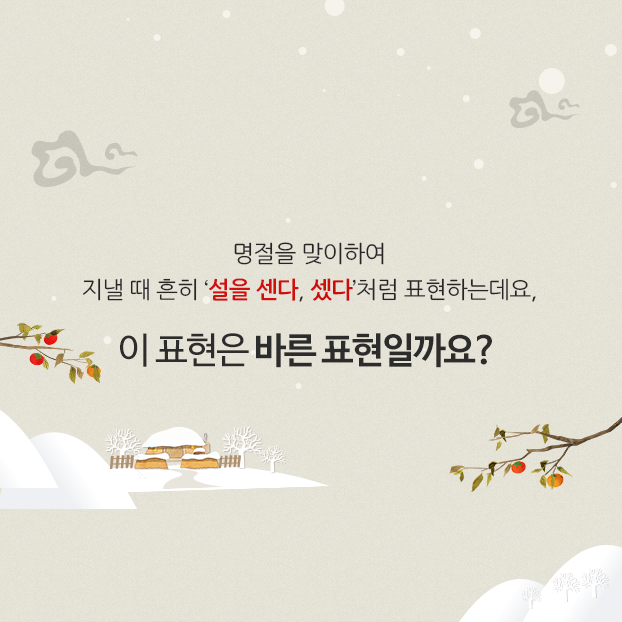 명절을 맞이하여
지낼 때 흔히 ‘설을 센다, 셌다’처럼 표현하는데요,
이 표현은 바른 표현일까요?